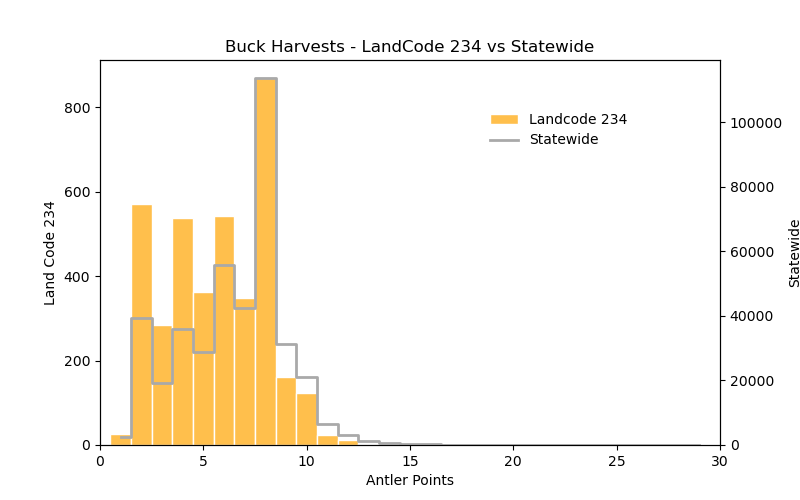 Buck Harvests - LandCode 234 vs Statewide
Landcode 234
Statewide
Land Code 234
800
600
400
200
0
100000
80000
60000
40000
20000
0
Statewide
0 5 10 15 20 25 30
Antler Points